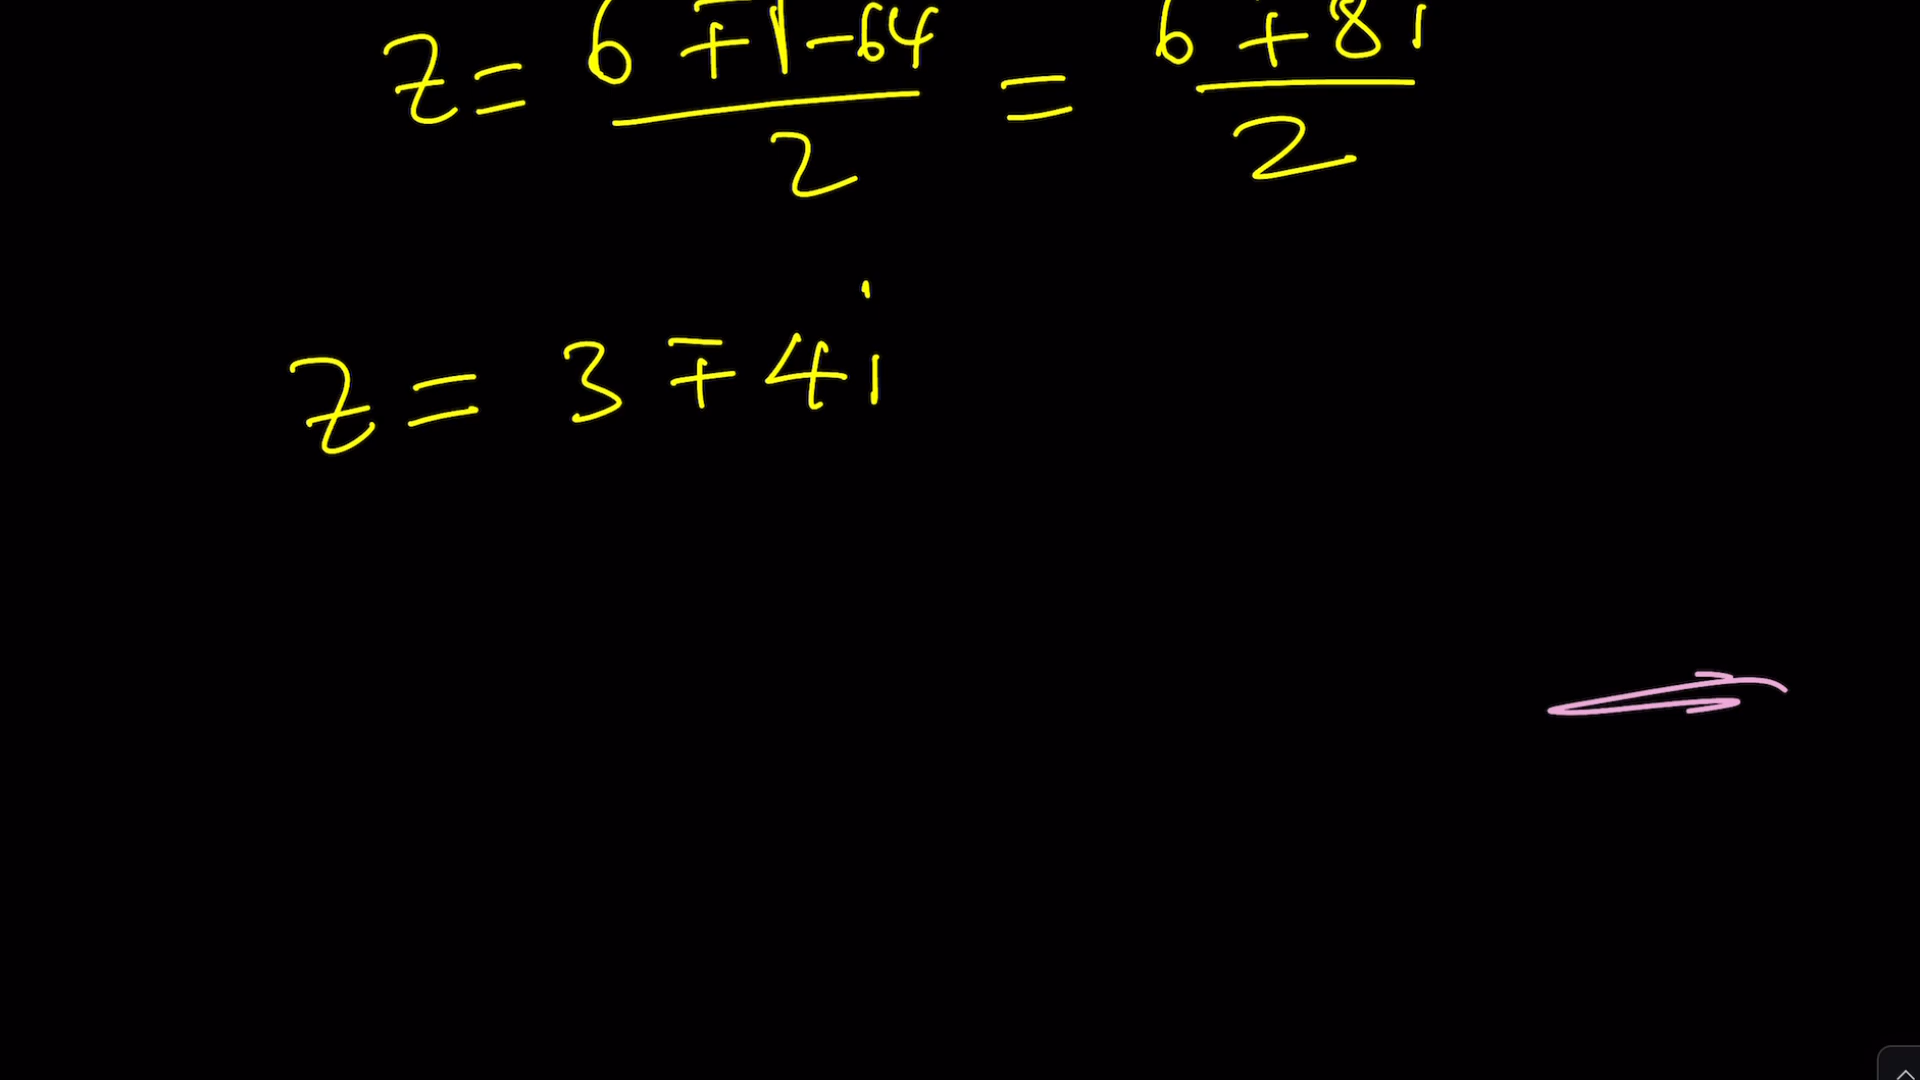 z = (6 ∓ √-64)/2 = (6 ∓ 8i)/2
z = 3 ∓ 4i